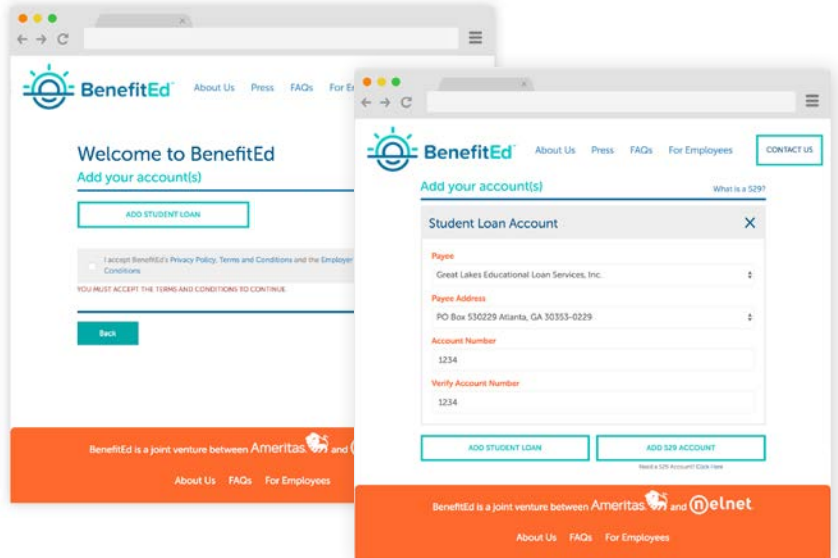 BenefitEd
About Us Press FAQs For E
Welcome to BenefitEd
Add your account(s)
ADD STUDENT LOAN
I accept BenefitEd's Privacy Policy, Terms and Conditions and the Employer
Conditions
YOU MUST ACCEPT THE TERMS AND CONDITIONS TO CONTINUE
Back
BenefitEd is a joint venture between Ameritas and
About Us FAQs For Employees
BenefitEd
About Us Press FAQs For Employees CONTACT US
Add your account(s) What is a 529?
Student Loan Account X
Payee
Great Lakes Educational Loan Services, Inc.
Payee Address
PO Box 530229 Atlanta, GA 30353-0229
Account Number
1234
Verify Account Number
1234
ADD STUDENT LOAN ADD 529 ACCOUNT
Need a 529 Account? Click Here
BenefitEd is a joint venture between Ameritas and nelnet
About Us FAQs For Employees